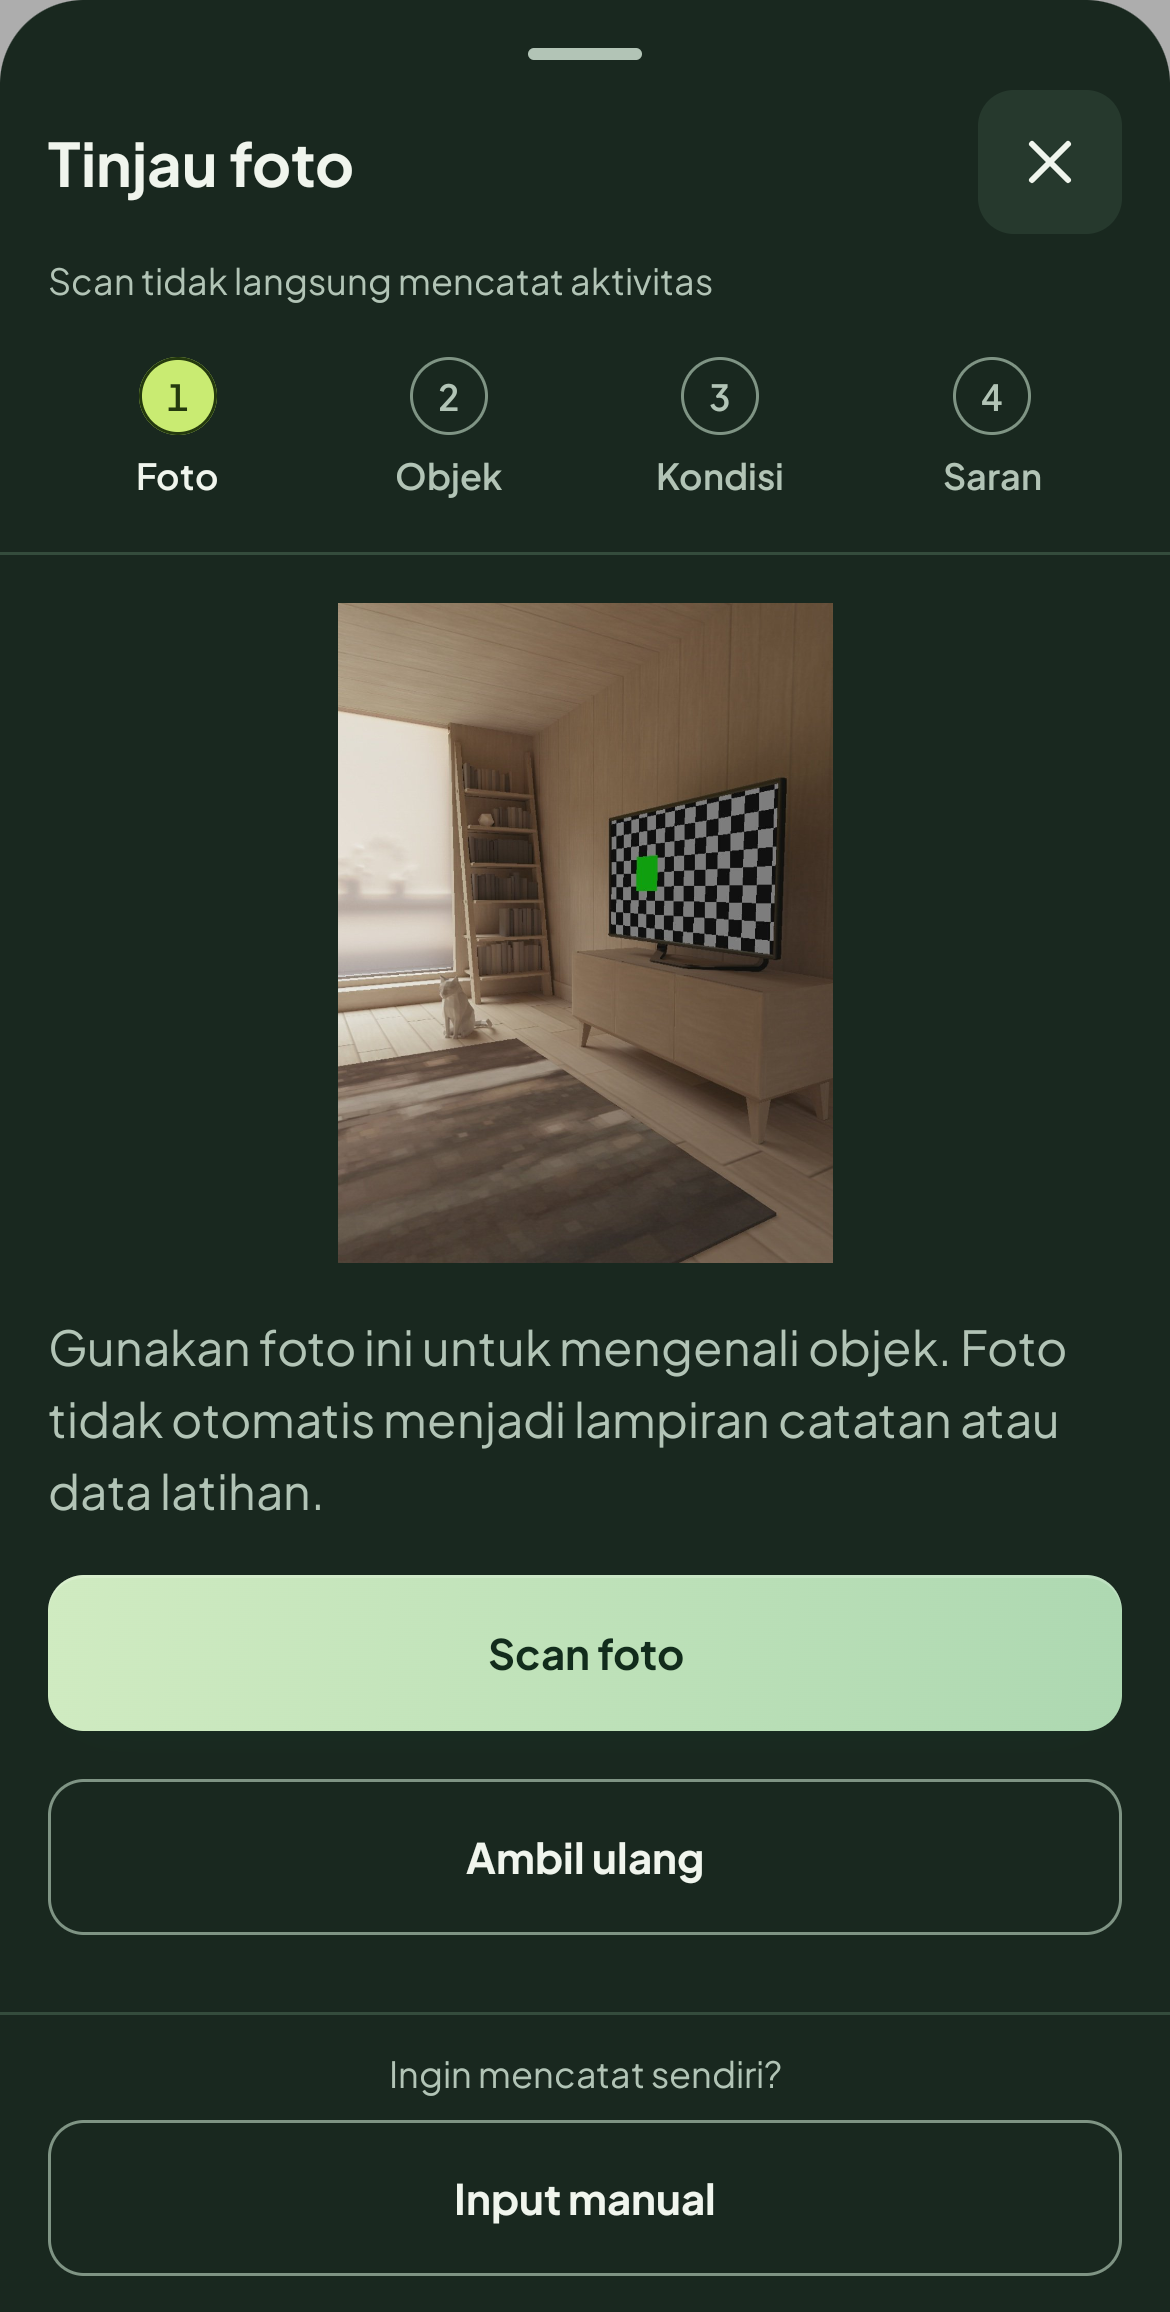 Tinjau foto
Scan tidak langsung mencatat aktivitas
1
2
3
4
Foto
Objek
Kondisi
Saran
Gunakan foto ini untuk mengenali objek. Foto
tidak otomatis menjadi lampiran catatan atau
data latihan.
Scan foto
Ambil ulang
Ingin mencatat sendiri?
Input manual